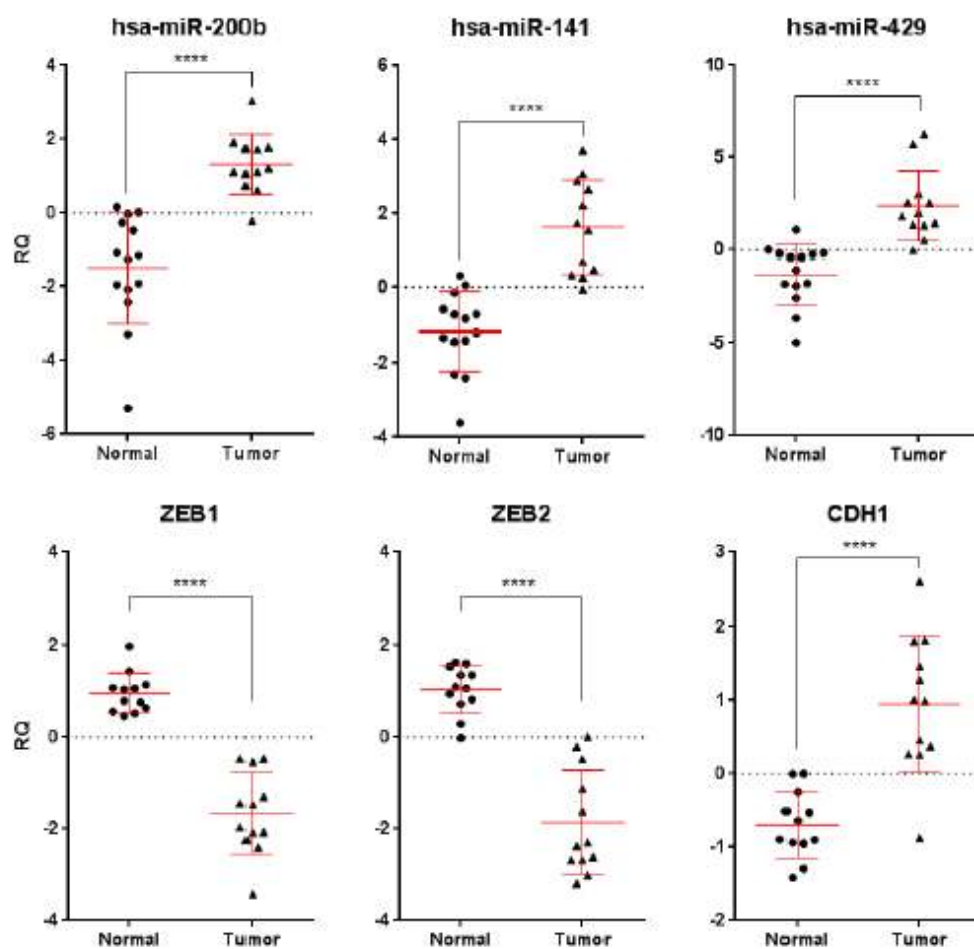 hsa-miR-200b
hsa-miR-141
hsa-miR-429
4
2
0
-2
-4
-6
RQ
****
Normal
Tumor
6
4
2
0
-2
-4
****
Normal
Tumor
10
5
0
-5
-10
****
Normal
Tumor
ZEB1
ZEB2
CDH1
4
2
0
-2
-4
RQ
****
Normal
Tumor
4
2
0
-2
-4
****
Normal
Tumor
3
2
1
0
-1
-2
****
Normal
Tumor